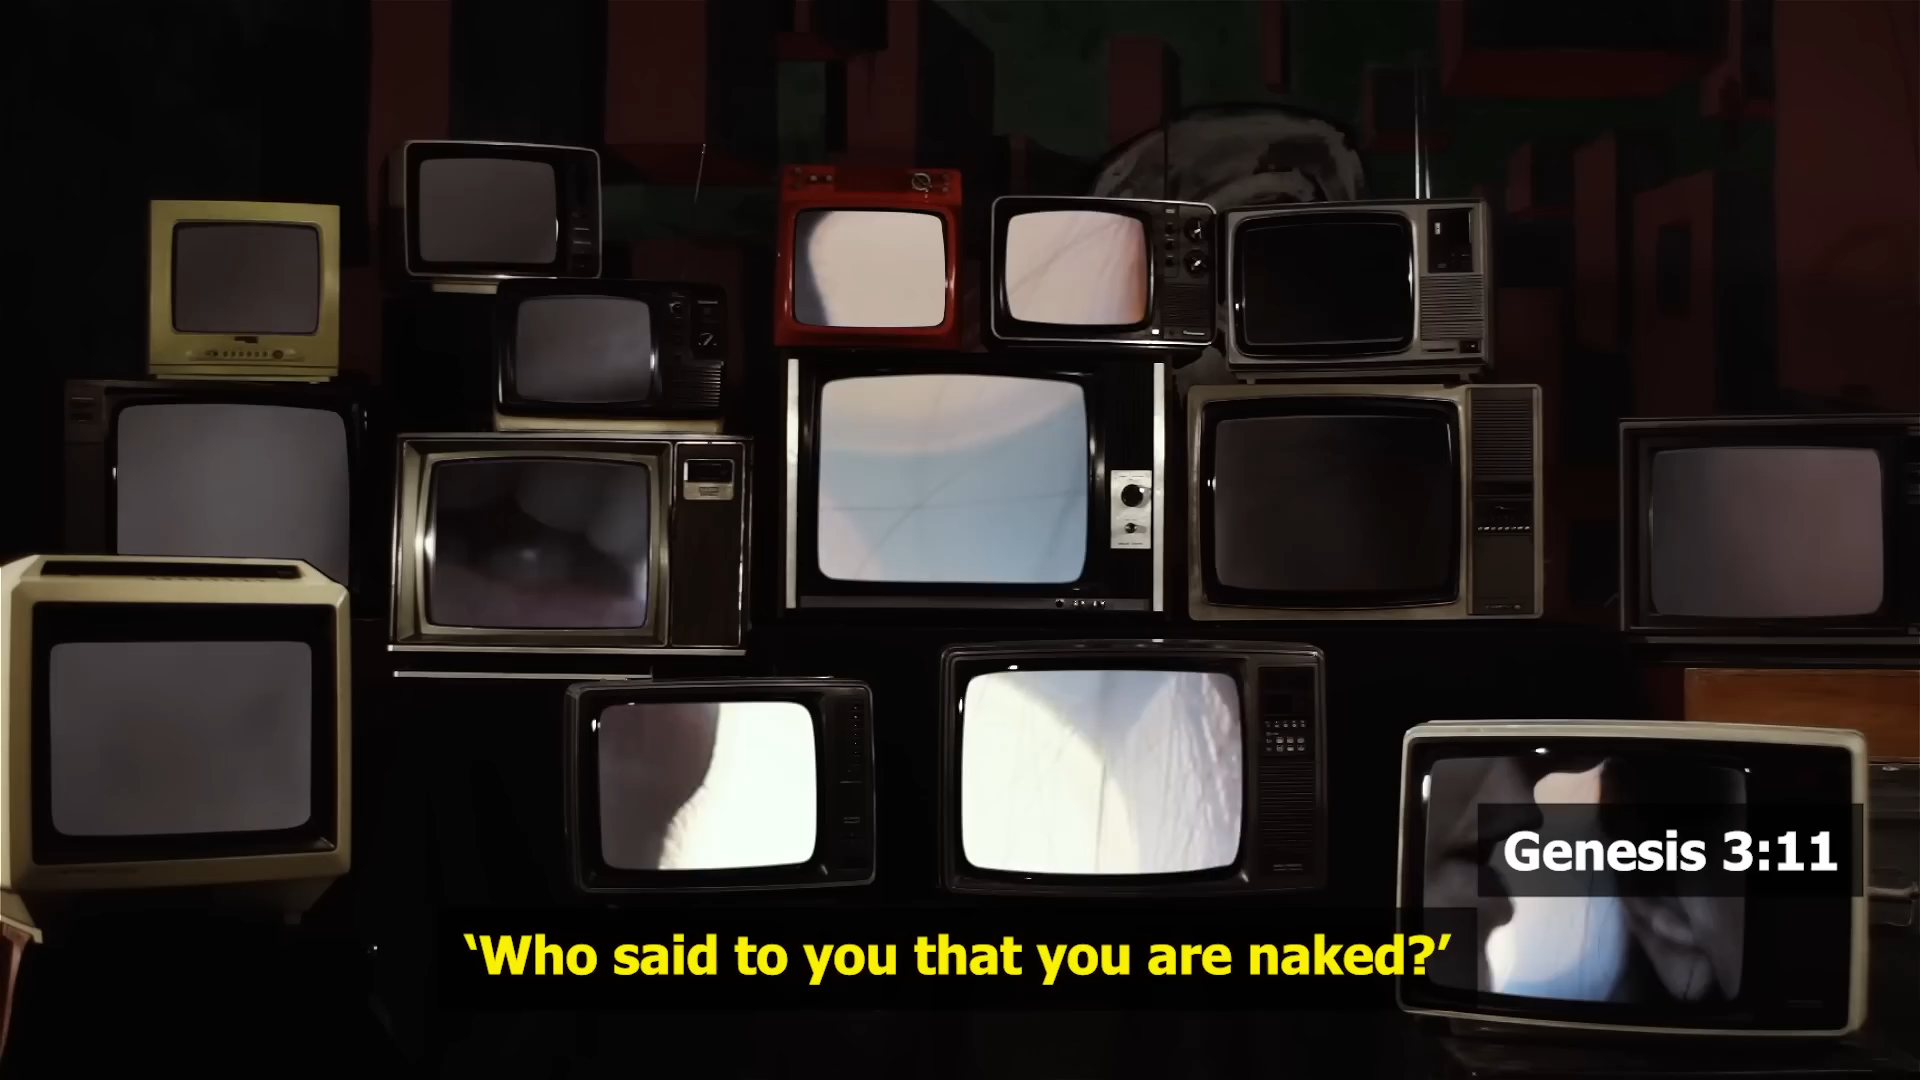 Genesis 3:11
‘Who said to you that you are naked?’